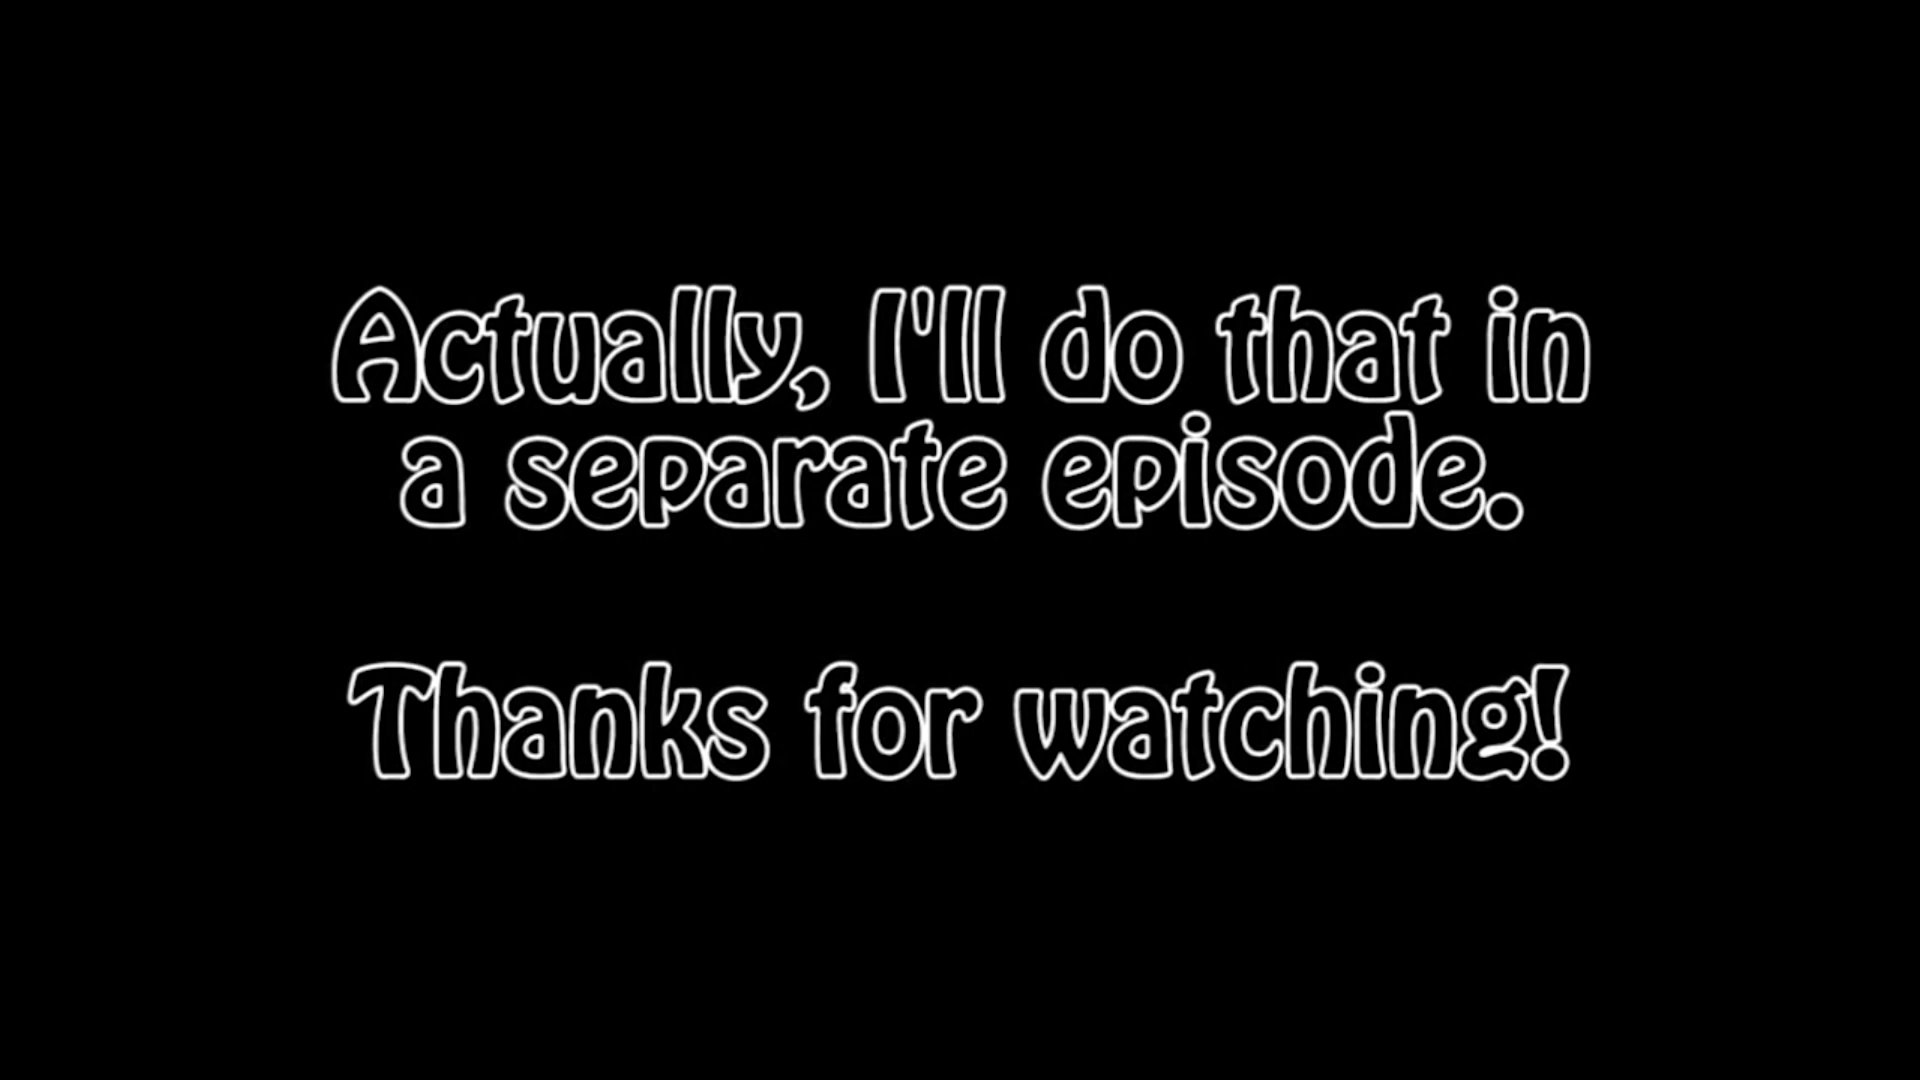 Actually, I'll do that in
a separate episode.
Thanks for watching!